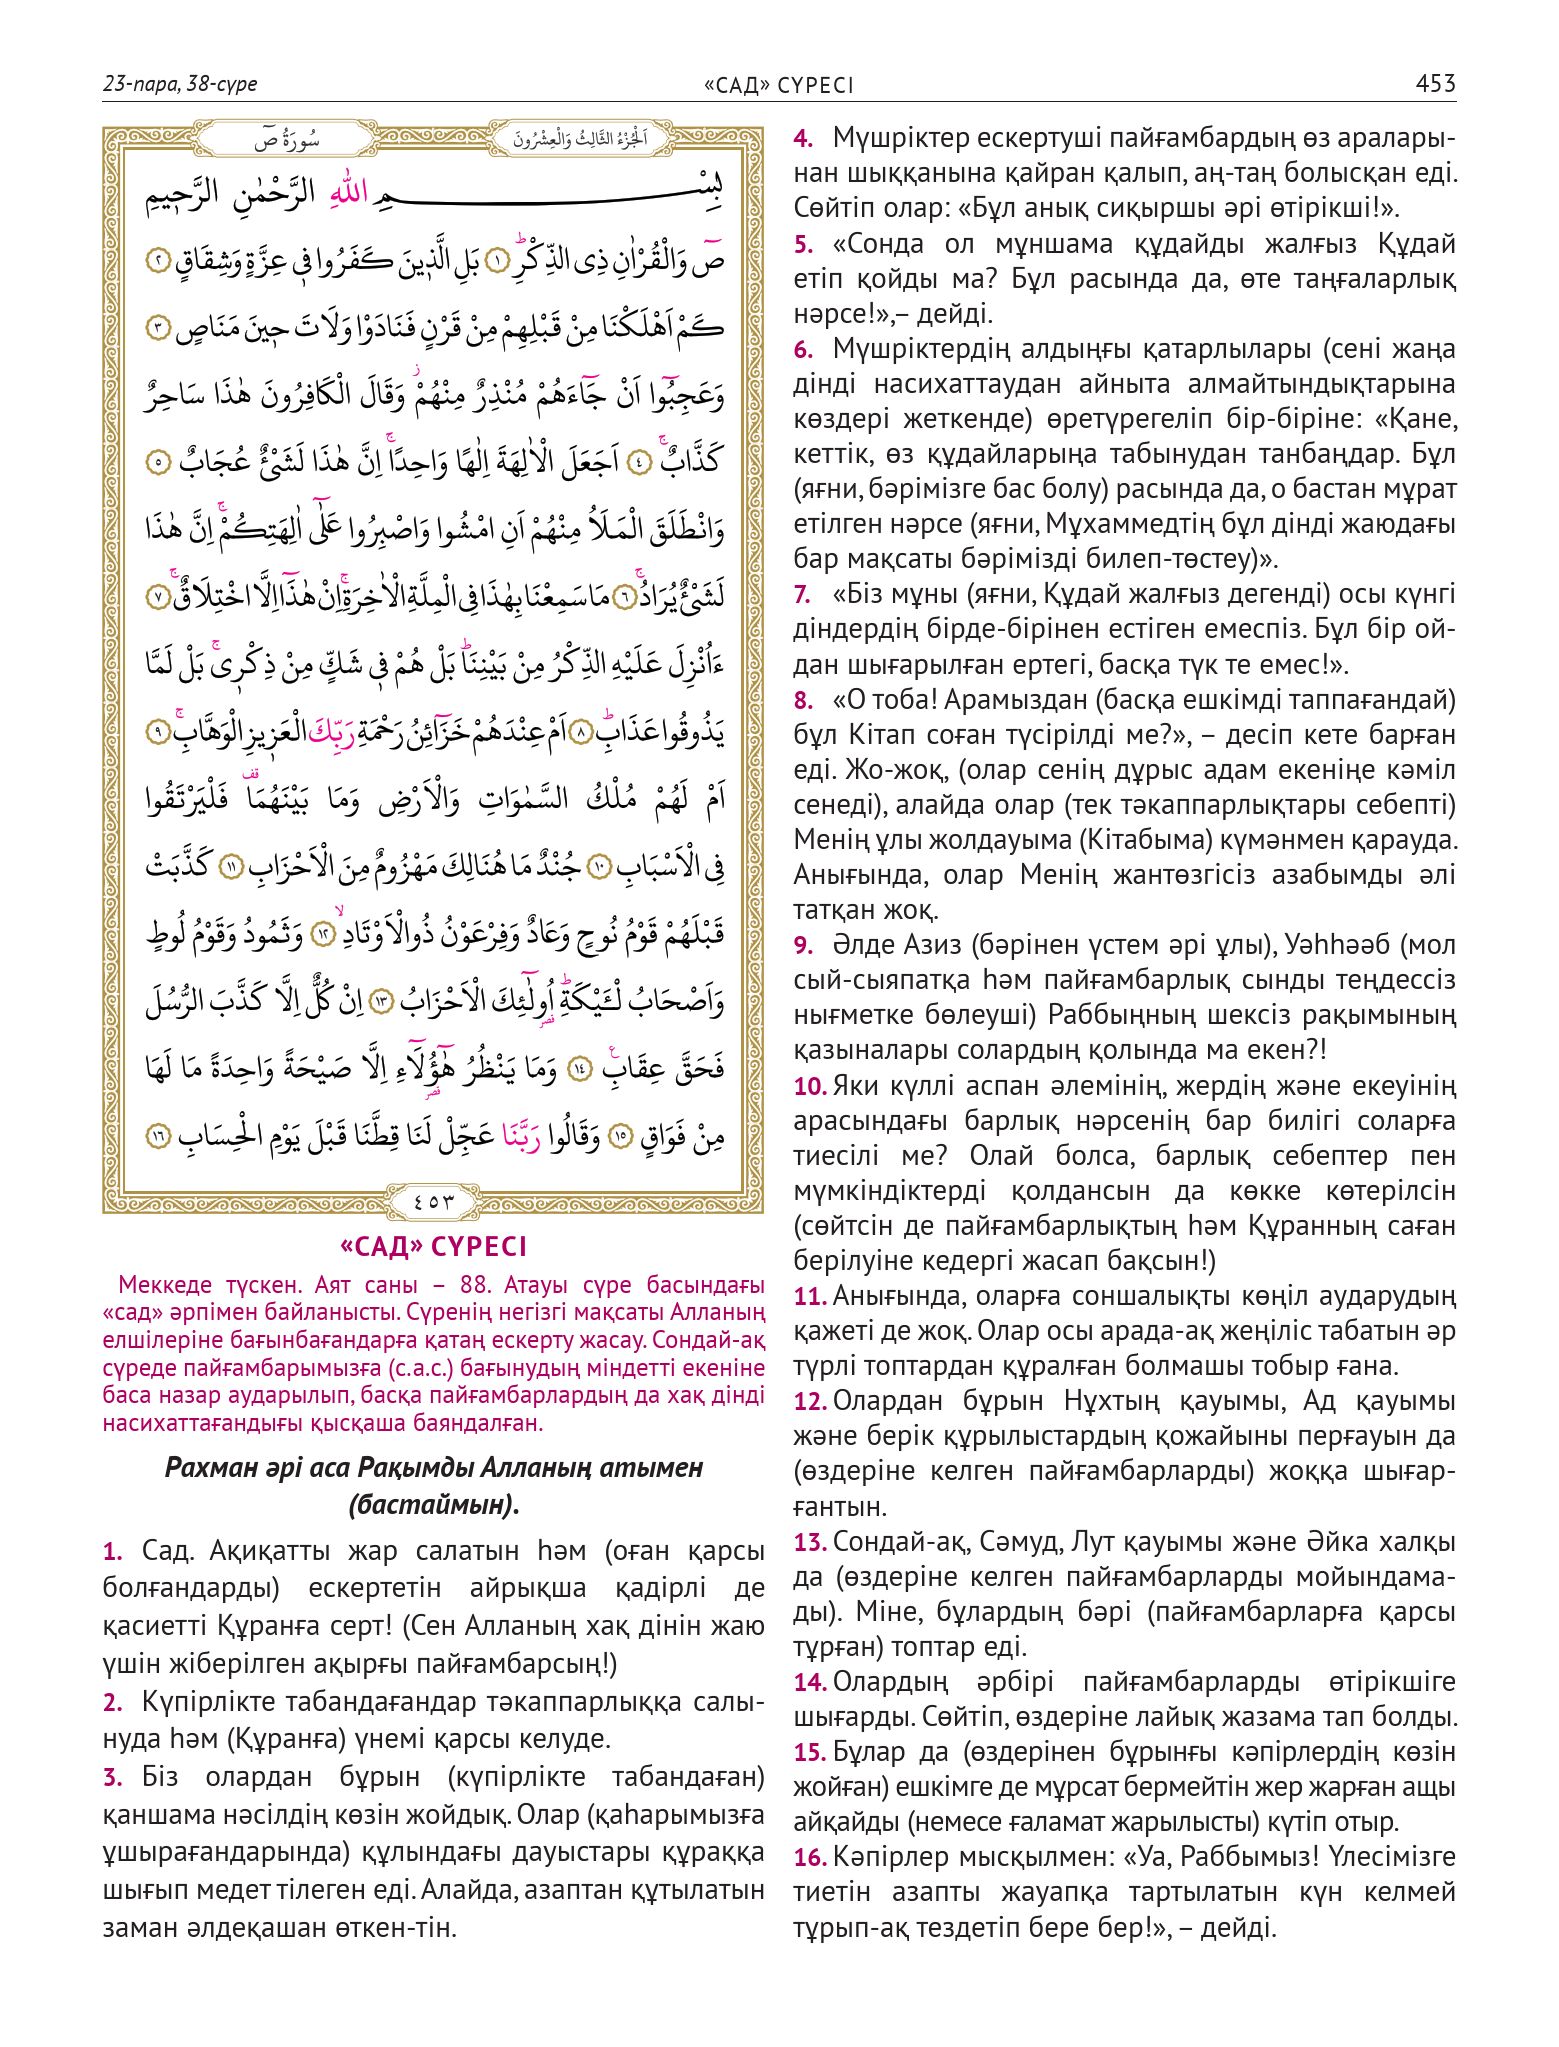 23-пара, 38-сүре
«САД» СҮРЕСІ
453
سُورَةُ صٓ
اَلْجُزْءُ الثَّالِثُ وَالْعِشْرُونَ
بِسْمِ اللّٰهِ الرَّحْمٰنِ الرَّحٖيمِ
صٓ وَالْقُرْاٰنِ ذِى الذِّكْرِؕ ١ بَلِ الَّذٖينَ كَفَرُوا فٖى عِزَّةٍ وَشِقَاقٍ ٢
كَمْ اَهْلَكْنَا مِنْ قَبْلِهِمْ مِنْ قَرْنٍ فَنَادَوْا وَلَاتَ حٖينَ مَنَاصٍ ٣
وَعَجِبُٓوا اَنْ جَٓاءَهُمْ مُنْذِرٌ مِنْهُمْؗ وَقَالَ الْكَافِرُونَ هٰذَا سَاحِرٌ
كَذَّابٌۚ ٤ اَجَعَلَ الْاٰلِهَةَ اِلٰهًا وَاحِدًاۚ اِنَّ هٰذَا لَشَیْءٌ عُجَابٌ ٥
وَانْطَلَقَ الْمَلَاُ مِنْهُمْ اَنِ امْشُوا وَاصْبِرُوا عَلٰٓى اٰلِهَتِكُمْۚ اِنَّ هٰذَا
لَشَیْءٌ يُرَادُۚ ٦ مَا سَمِعْنَا بِهٰذَا فِى الْمِلَّةِ الْاٰخِرَةِۚ اِنْ هٰذَٓا اِلَّا اخْتِلَاقٌۚ ٧
ءَاُنْزِلَ عَلَيْهِ الذِّكْرُ مِنْ بَيْنِنَاؕ بَلْ هُمْ فٖى شَكٍّ مِنْ ذِكْرٖىۚ بَلْ لَمَّا
يَذُوقُوا عَذَابِؕ ٨ اَمْ عِنْدَهُمْ خَزَٓائِنُ رَحْمَةِ رَبِّكَ الْعَزٖيزِ الْوَهَّابِۚ ٩
اَمْ لَهُمْ مُلْكُ السَّمٰوَاتِ وَالْاَرْضِ وَمَا بَيْنَهُمَاࣞ فَلْيَرْتَقُوا
فِى الْاَسْبَابِ ١٠ جُنْدٌ مَا هُنَالِكَ مَهْزُومٌ مِنَ الْاَحْزَابِ ١١ كَذَّبَتْ
قَبْلَهُمْ قَوْمُ نُوحٍ وَعَادٌ وَفِرْعَوْنُ ذُوالْاَوْتَادِۙ ١٢ وَثَمُودُ وَقَوْمُ لُوطٍ
وَاَصْحَابُ لْـَٔيْكَةِؕ اُولٰٓئِكَ الْاَحْزَابُ ١٣ اِنْ كُلٌّ اِلَّا كَذَّبَ الرُّسُلَ
فَحَقَّ عِقَابِࣖ ١٤ وَمَا يَنْظُرُ هٰٓؤُلَٓاءِ اِلَّا صَيْحَةً وَاحِدَةً مَا لَهَا
مِنْ فَوَاقٍ ١٥ وَقَالُوا رَبَّنَا عَجِّلْ لَنَا قِطَّنَا قَبْلَ يَوْمِ الْحِسَابِ ١٦
٤٥٣
«САД» СҮРЕСІ
Меккеде түскен. Аят саны – 88. Атауы сүре басындағы
«сад» әрпімен байланысты. Сүренің негізгі мақсаты Алланың
елшілеріне бағынбағандарға қатаң ескерту жасау. Сондай-ақ
сүреде пайғамбарымызға (с.а.с.) бағынудың міндетті екеніне
баса назар аударылып, басқа пайғамбарлардың да хақ дінді
насихаттағандығы қысқаша баяндалған.
Рахман әрі аса Рақымды Алланың атымен
(бастаймын).
1. Сад. Ақиқатты жар салатын һәм (оған қарсы
болғандарды) ескертетін айрықша қадірлі де
қасиетті Құранға серт! (Сен Алланың хақ дінін жаю
үшін жіберілген ақырғы пайғамбарсың!)
2. Күпірлікте табандағандар тәкаппарлыққа салы-
нуда һәм (Құранға) үнемі қарсы келуде.
3. Біз олардан бұрын (күпірлікте табандаған)
қаншама нәсілдің көзін жойдық. Олар (қаһарымызға
ұшырағандарында) құлындағы дауыстары құраққа
шығып медет тілеген еді. Алайда, азаптан құтылатын
заман әлдеқашан өткен-тін.
4. Мүшріктер ескертуші пайғамбардың өз аралары-
нан шыққанына қайран қалып, аң-таң болысқан еді.
Сөйтіп олар: «Бұл анық сиқыршы әрі өтірікші!».
5. «Сонда ол мұншама құдайды жалғыз Құдай
етіп қойды ма? Бұл расында да, өте таңғаларлық
нәрсе!»,– дейді.
6. Мүшріктердің алдыңғы қатарлылары (сені жаңа
дінді насихаттаудан айныта алмайтындықтарына
көздері жеткенде) өретүрегеліп бір-біріне: «Қане,
кеттік, өз құдайларыңа табынудан танбаңдар. Бұл
(яғни, бәрімізге бас болу) расында да, о бастан мұрат
етілген нәрсе (яғни, Мұхаммедтің бұл дінді жаюдағы
бар мақсаты бәрімізді билеп-төстеу)».
7. «Біз мұны (яғни, Құдай жалғыз дегенді) осы күнгі
діндердің бірде-бірінен естіген емеспіз. Бұл бір ой-
дан шығарылған ертегі, басқа түк те емес!».
8. «О тоба! Арамыздан (басқа ешкімді таппағандай)
бұл Кітап соған түсірілді ме?», – десіп кете барған
еді. Жо-жоқ, (олар сенің дұрыс адам екеніңе кәміл
сенеді), алайда олар (тек тәкаппарлықтары себепті)
Менің ұлы жолдауыма (Кітабыма) күмәнмен қарауда.
Анығында, олар Менің жантөзгісіз азабымды әлі
татқан жоқ.
9. Әлде Азиз (бәрінен үстем әрі ұлы), Уәһһәәб (мол
сый-сыяпатқа һәм пайғамбарлық сынды теңдессіз
нығметке бөлеуші) Раббыңның шексіз рақымының
қазыналары солардың қолында ма екен?!
10. Яки күллі аспан әлемінің, жердің және екеуінің
арасындағы барлық нәрсенің бар билігі соларға
тиесілі ме? Олай болса, барлық себептер пен
мүмкіндіктерді қолдансын да көкке көтерілсін
(сөйтсін де пайғамбарлықтың һәм Құранның саған
берілуіне кедергі жасап бақсын!)
11. Анығында, оларға соншалықты көңіл аударудың
қажеті де жоқ. Олар осы арада-ақ жеңіліс табатын әр
түрлі топтардан құралған болмашы тобыр ғана.
12. Олардан бұрын Нұхтың қауымы, Ад қауымы
және берік құрылыстардың қожайыны перғауын да
(өздеріне келген пайғамбарларды) жоққа шығар-
ғантын.
13. Сондай-ақ, Сәмуд, Лут қауымы және Әйка халқы
да (өздеріне келген пайғамбарларды мойындама-
ды). Міне, бұлардың бәрі (пайғамбарларға қарсы
тұрған) топтар еді.
14. Олардың әрбірі пайғамбарларды өтірікшіге
шығарды. Сөйтіп, өздеріне лайық жазама тап болды.
15. Бұлар да (өздерінен бұрынғы кәпірлердің көзін
жойған) ешкімге де мұрсат бермейтін жер жарған ащы
айқайды (немесе ғаламат жарылысты) күтіп отыр.
16. Кәпірлер мысқылмен: «Уа, Раббымыз! Үлесімізге
тиетін азапты жауапқа тартылатын күн келмей
тұрып-ақ тездетіп бере бер!», – дейді.